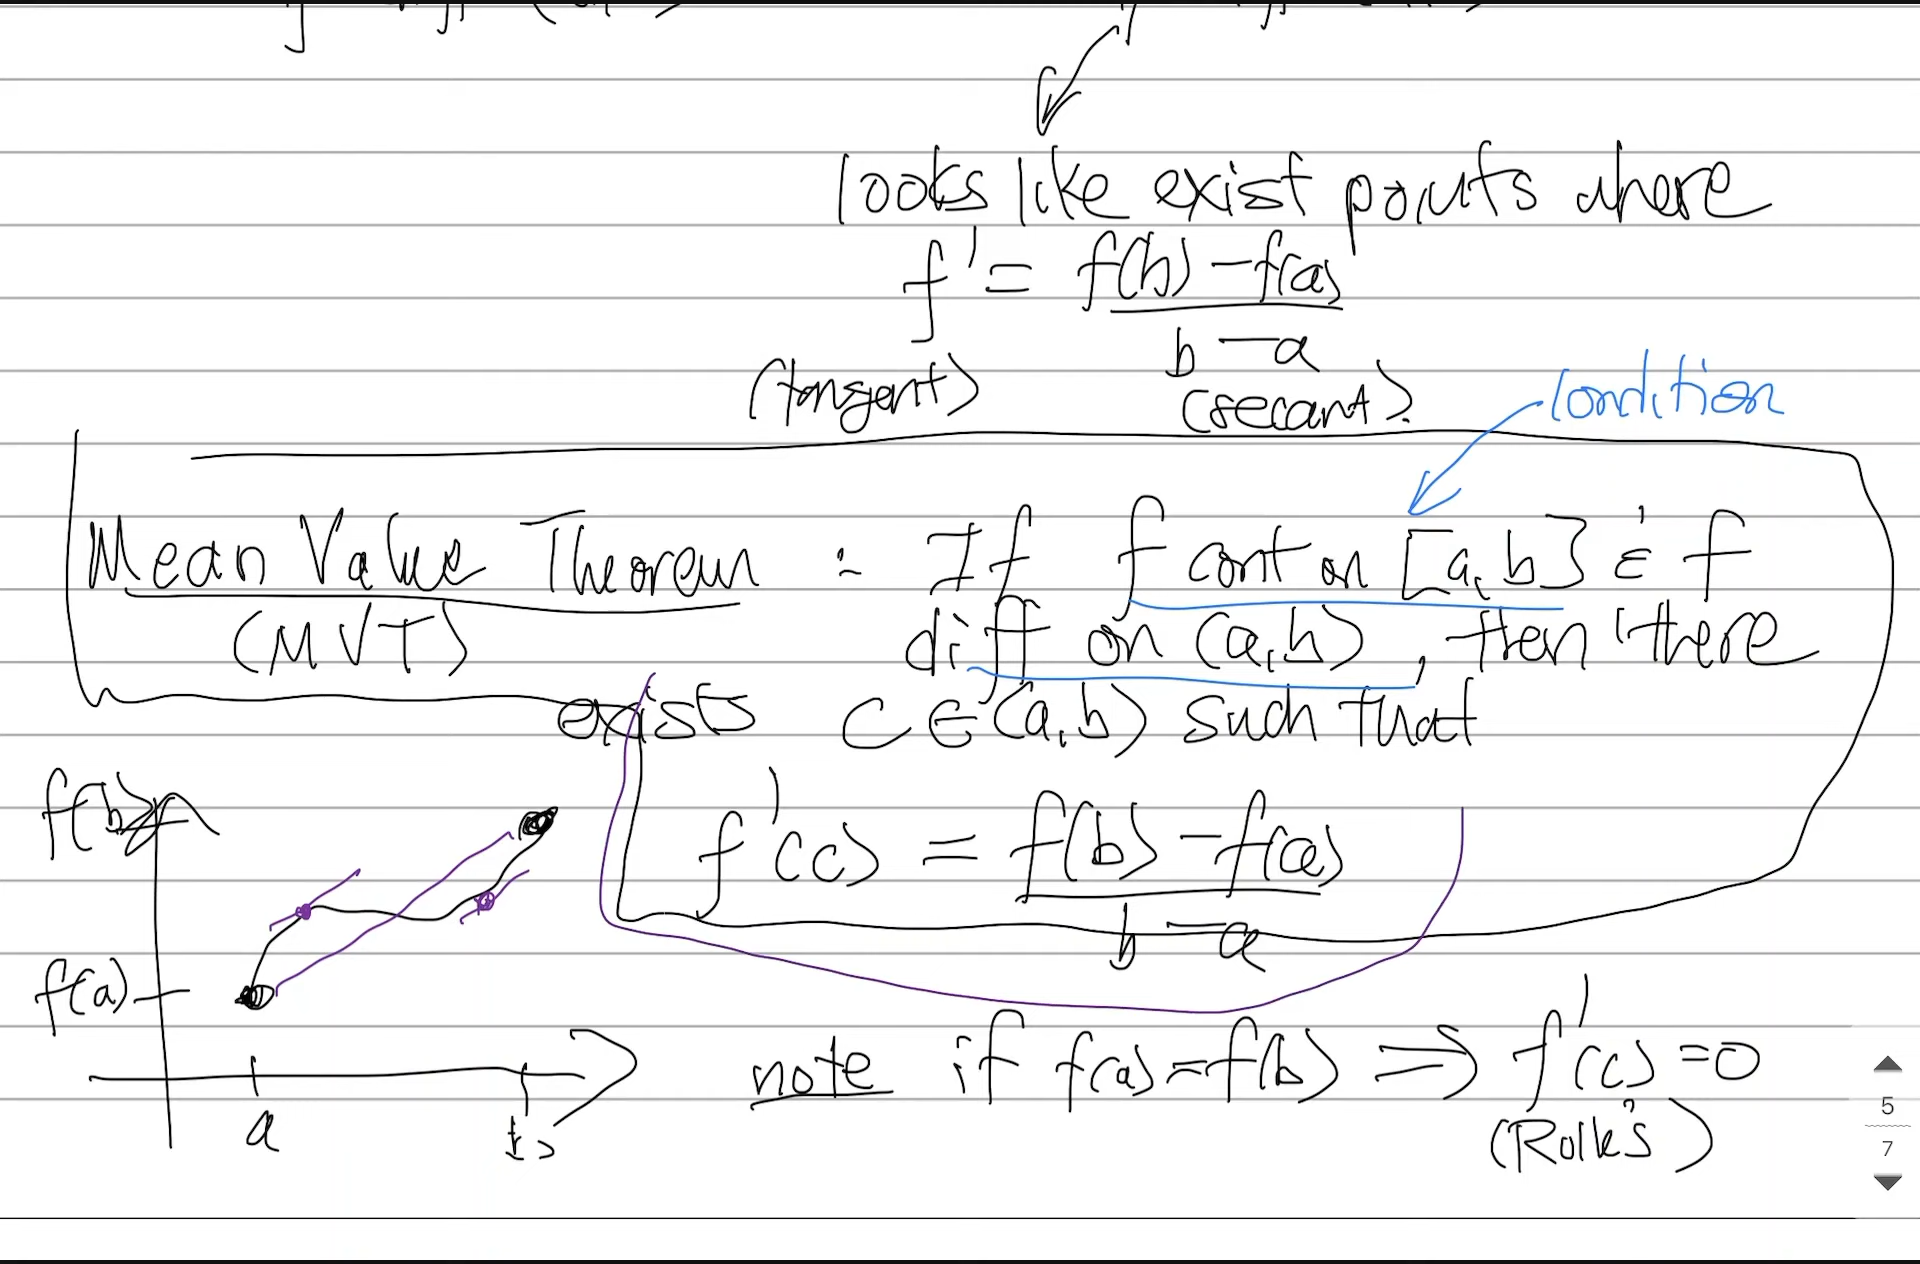 looks like exist points where
f' = f(b) - f(a)
b - a
(tangent) (secant)
condition
Mean Value Theorem : If f cont on [a,b] & f
(MVT) diff on (a,b), then there
exists c ∈ (a,b) such that
f(b)
f'(c) = f(b) - f(a)
b - a
f(a)
note if f(a) = f(b) ⇒ f'(c) = 0
a b (Rolle's)
5
7